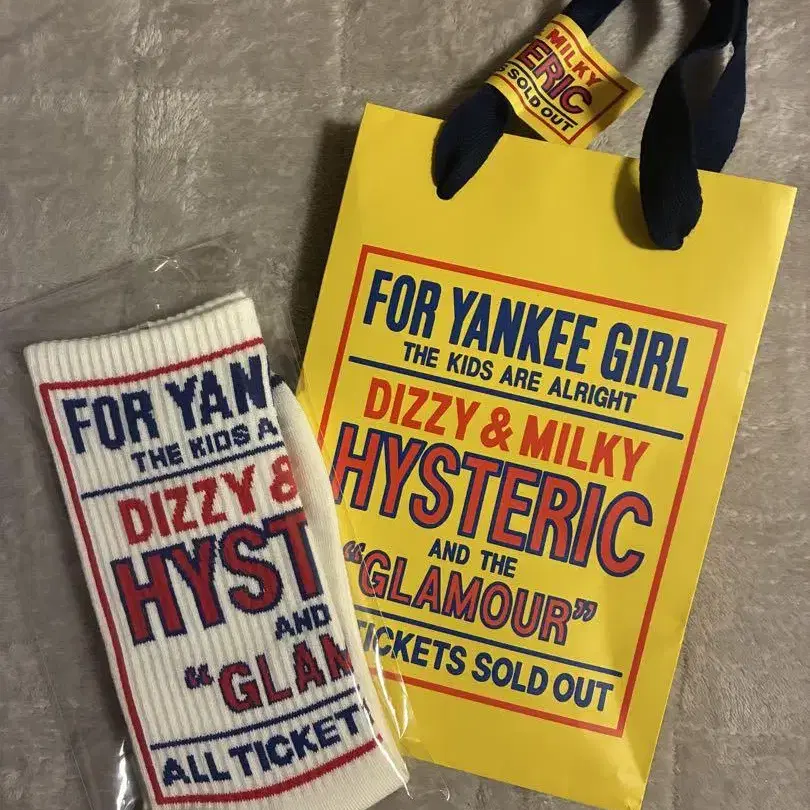 MILKY
TERIC
SOLD OUT
FOR YANKEE GIRL
THE KIDS ARE ALRIGHT
DIZZY & MILKY
HYSTERIC
AND THE
“GLAMOUR”
TICKETS SOLD OUT
FOR YAN
THE KIDS A
DIZZY &
HYST
AND
“GLAM
ALL TICKET